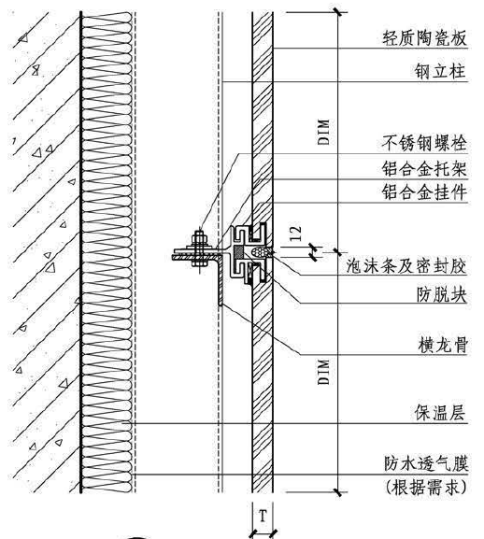 轻质陶瓷板
钢立柱
DIM
不锈钢螺栓
铝合金托架
铝合金挂件
12
泡沫条及密封胶
防脱块
横龙骨
DIM
保温层
防水透气膜
(根据需求)
T